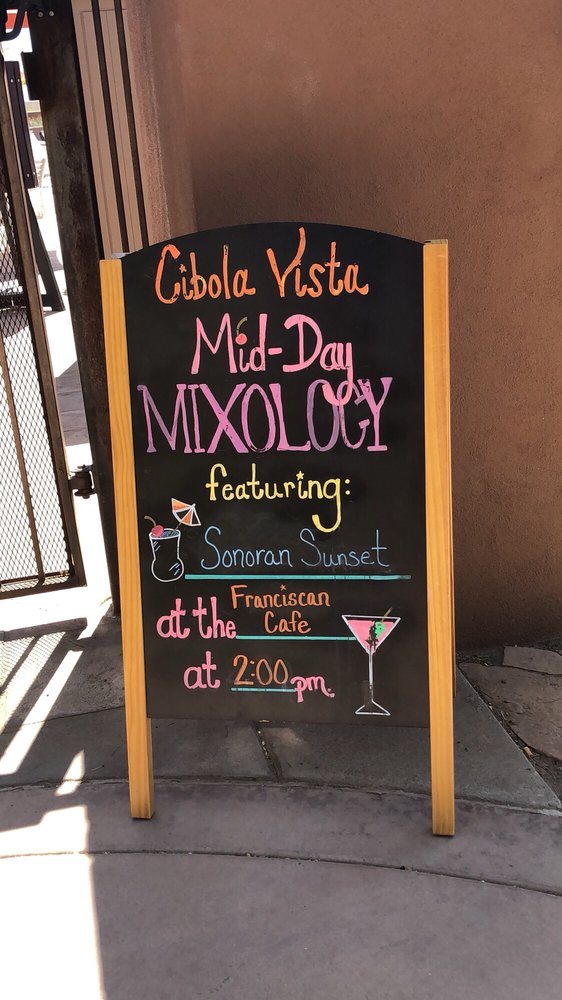 Cibola Vista
Mid-Day
MIXOLOGY
featuring:
Sonoran Sunset
at the Franciscan Cafe
at 2:00 pm.